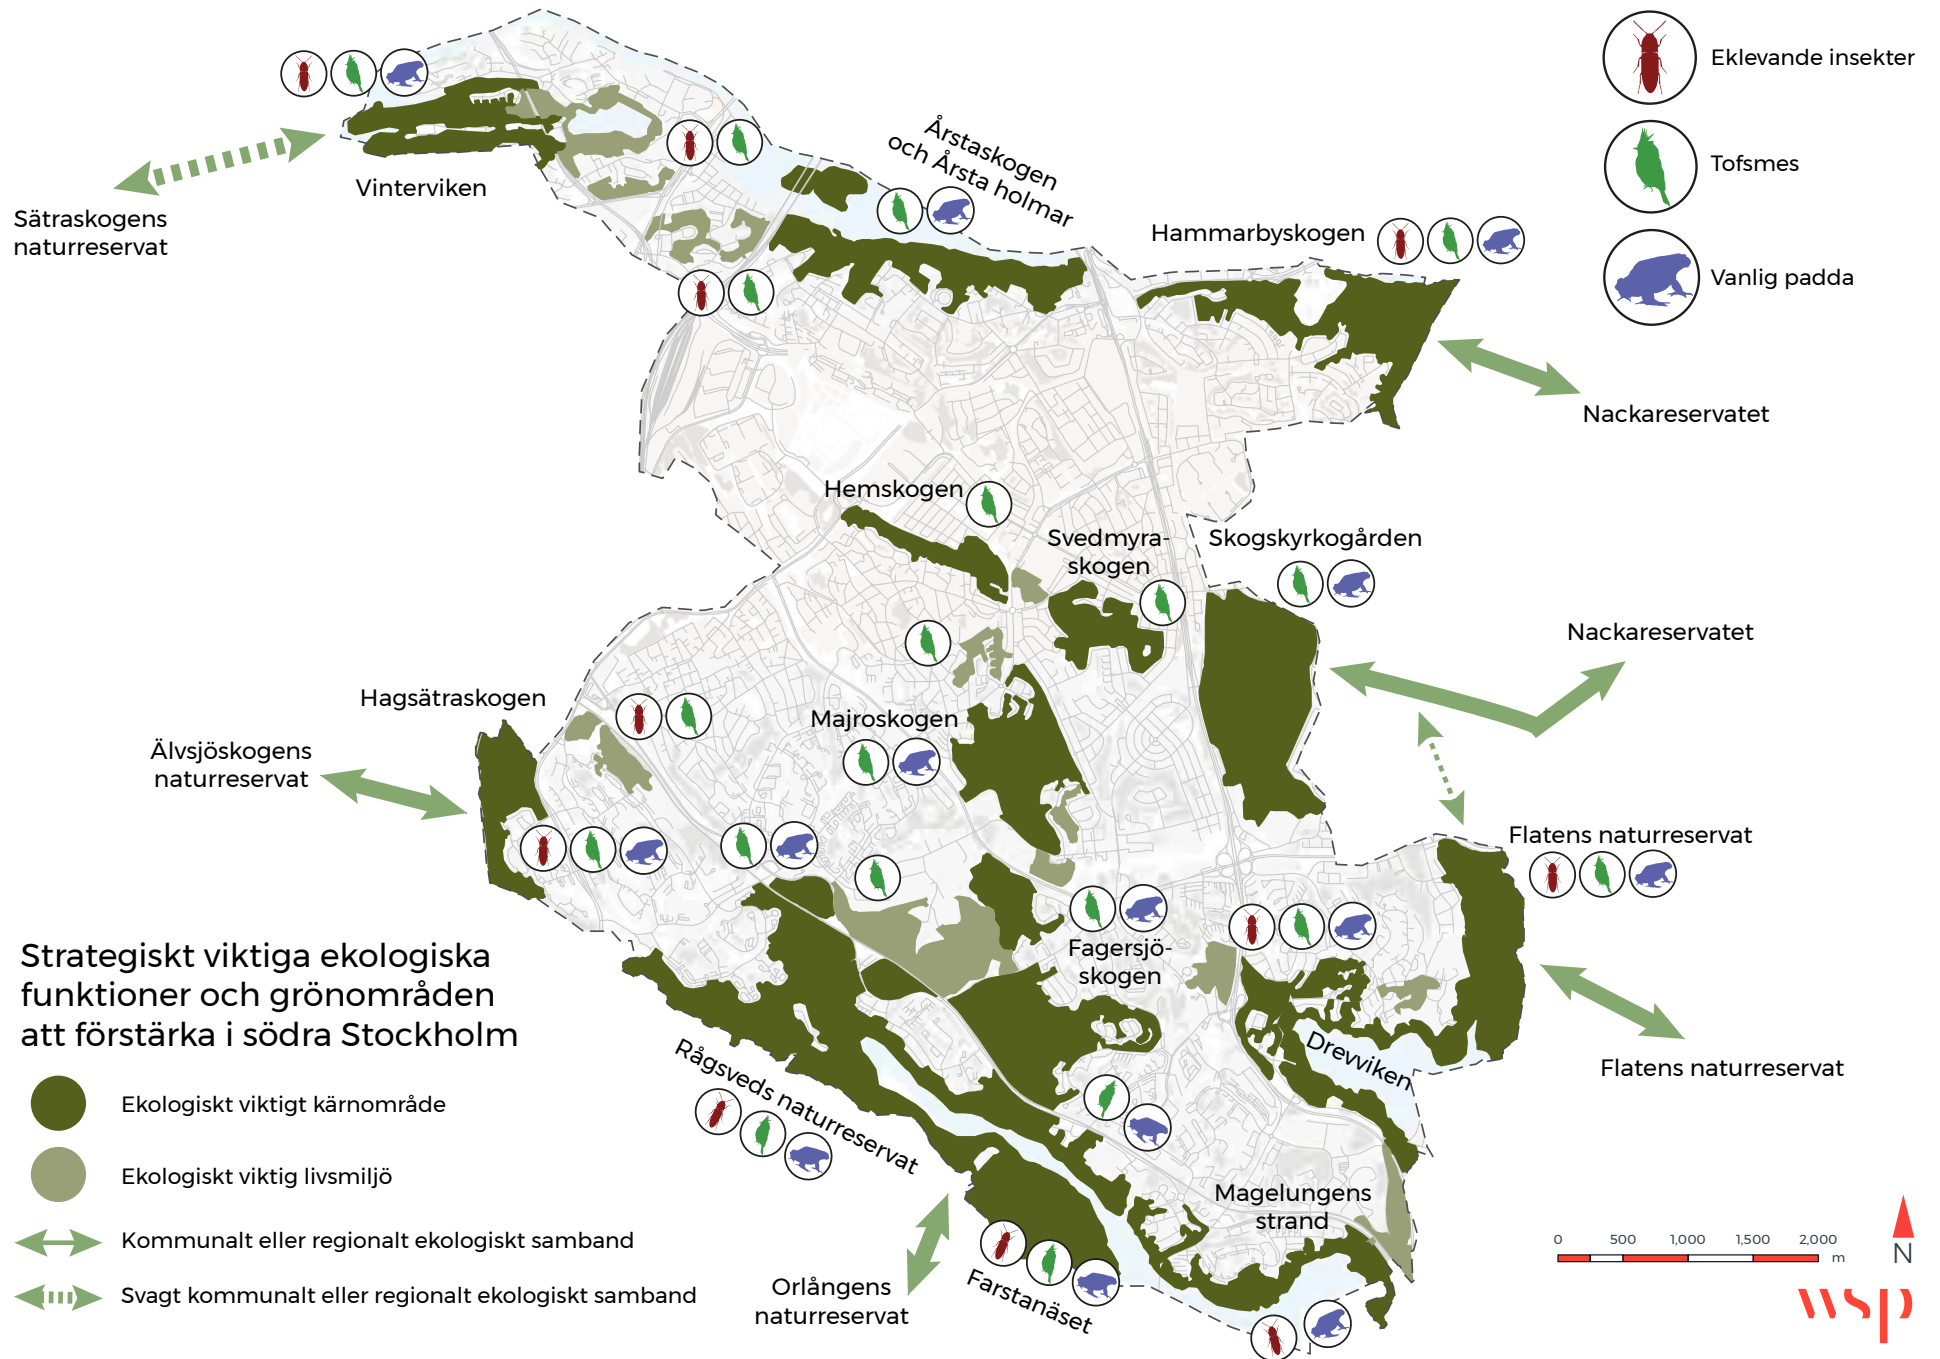 Eklevande insekter
Tofsmes
Vanlig padda
Årstaskogen
och Årsta holmar
Hammarbyskogen
Vinterviken
Sätraskogens
naturreservat
Nackareservatet
Hemskogen
Svedmyra-
skogen
Skogskyrkogården
Nackareservatet
Hagsätraskogen
Majroskogen
Älvsjöskogens
naturreservat
Flatens naturreservat
Fagersjö-
skogen
Strategiskt viktiga ekologiska
funktioner och grönområden
att förstärka i södra Stockholm
Drevviken
Rågsveds naturreservat
Flatens naturreservat
Ekologiskt viktigt kärnområde
Ekologiskt viktig livsmiljö
Magelungens
strand
Kommunalt eller regionalt ekologiskt samband
Svagt kommunalt eller regionalt ekologiskt samband
Orlångens
naturreservat
Farstanäset
0 500 1,000 1,500 2,000
m
N
wsp